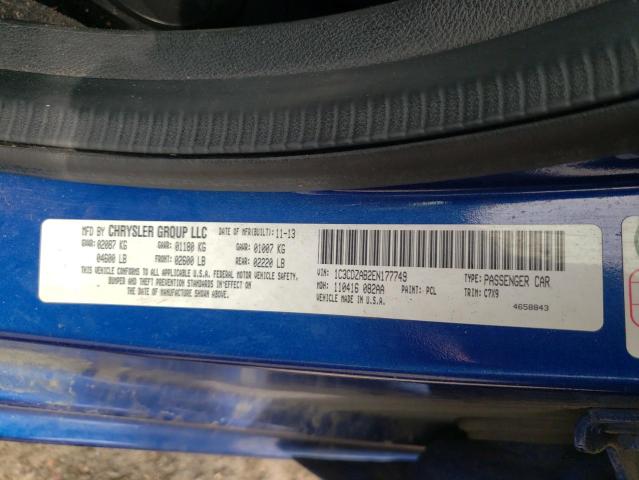 MFD BY CHRYSLER GROUP LLC DATE OF MFR(BUILT): 11-13
GVWR: 02087 KG GAWR: 01180 KG GAWR: 01007 KG
04600 LB FRONT: 02600 LB REAR: 02220 LB
THIS VEHICLE CONFORMS TO ALL APPLICABLE U.S.A. FEDERAL MOTOR VEHICLE SAFETY,
BUMPER AND THEFT PREVENTION STANDARDS IN EFFECT ON
THE DATE OF MANUFACTURE SHOWN ABOVE.
VIN: 1C3CDZAB2EN177749 TYPE: PASSENGER CAR
MDH: 110416 082AA PAINT: PCL TRIM: C7X9
VEHICLE MADE IN U.S.A. 4658843